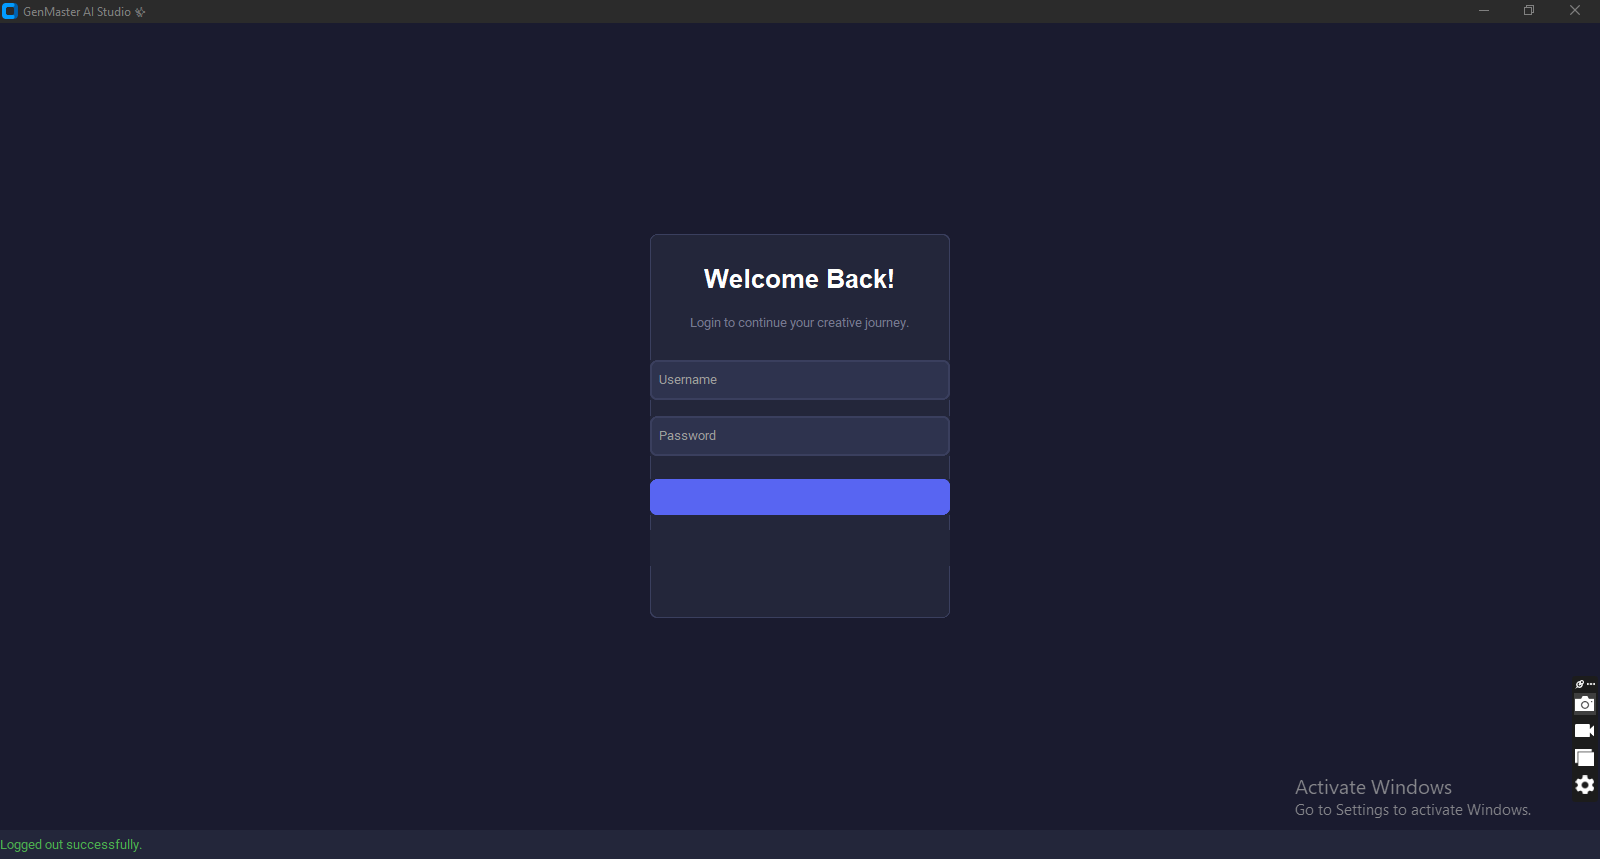 GenMaster AI Studio ✨
Welcome Back!
Login to continue your creative journey.
Username
Password
Activate Windows
Go to Settings to activate Windows.
Logged out successfully.